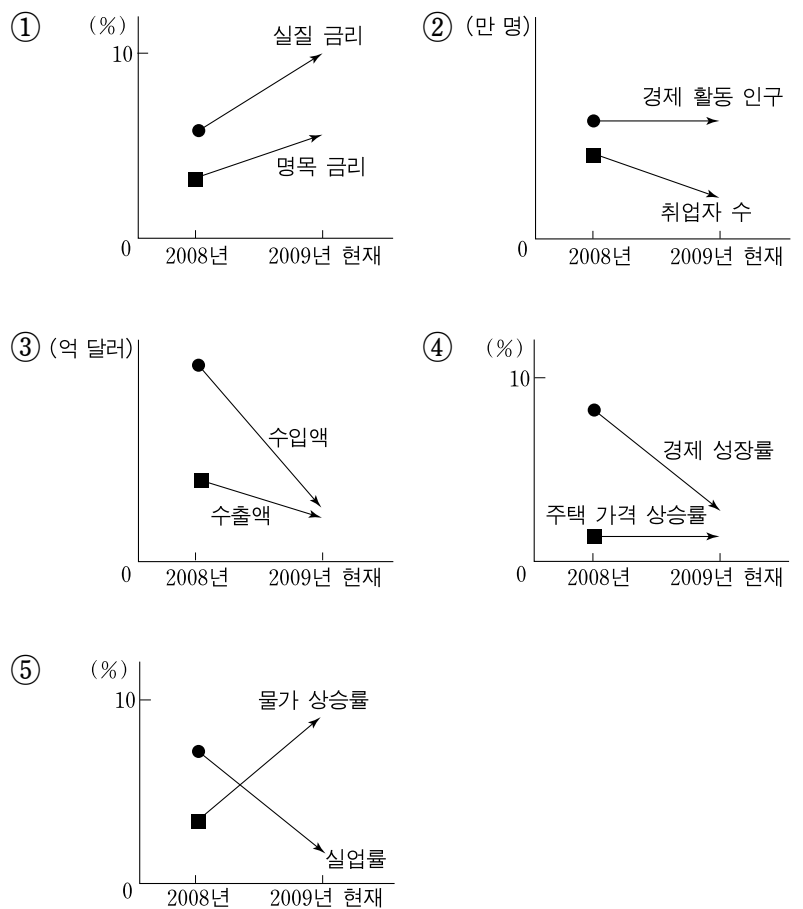 ① (%)
10
실질 금리
명목 금리
0
2008년 2009년 현재
② (만 명)
경제 활동 인구
취업자 수
0
2008년 2009년 현재
③ (억 달러)
수입액
수출액
0
2008년 2009년 현재
④ (%)
10
경제 성장률
주택 가격 상승률
0
2008년 2009년 현재
⑤ (%)
10
물가 상승률
실업률
0
2008년 2009년 현재